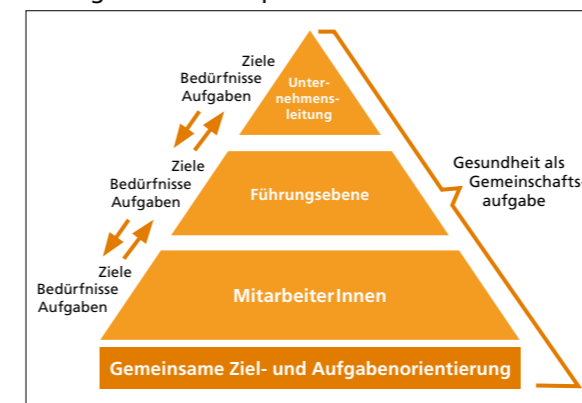 Ziele
Bedürfnisse
Aufgaben
Unter-
nehmens-
leitung
Ziele
Bedürfnisse
Aufgaben
Führungsebene
Gesundheit als
Gemeinschafts-
aufgabe
Ziele
Bedürfnisse
Aufgaben
MitarbeiterInnen
Gemeinsame Ziel- und Aufgabenorientierung